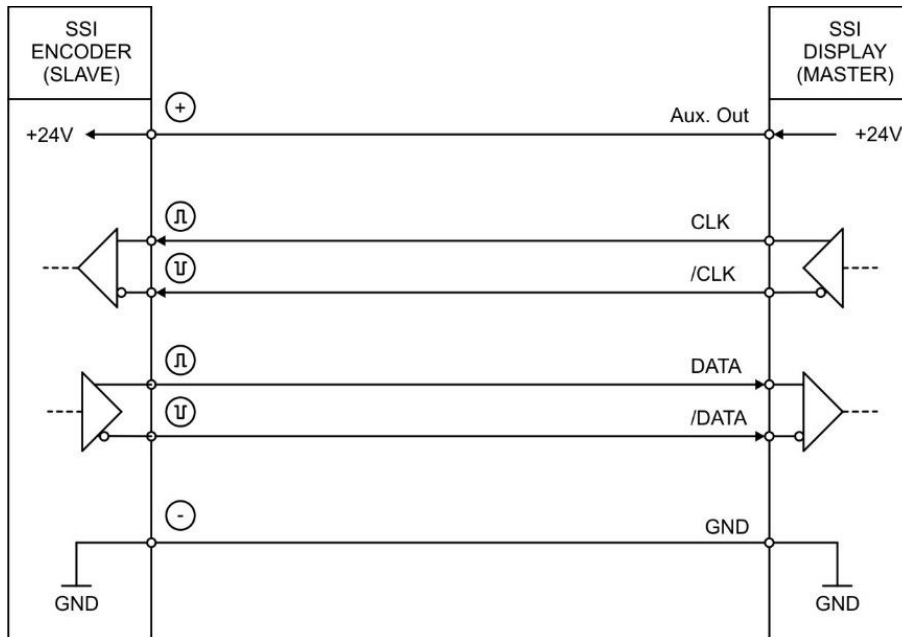 SSI
ENCODER
(SLAVE)
SSI
DISPLAY
(MASTER)
+
Aux. Out
+24V
+24V
CLK
/CLK
DATA
/DATA
-
GND
GND
GND